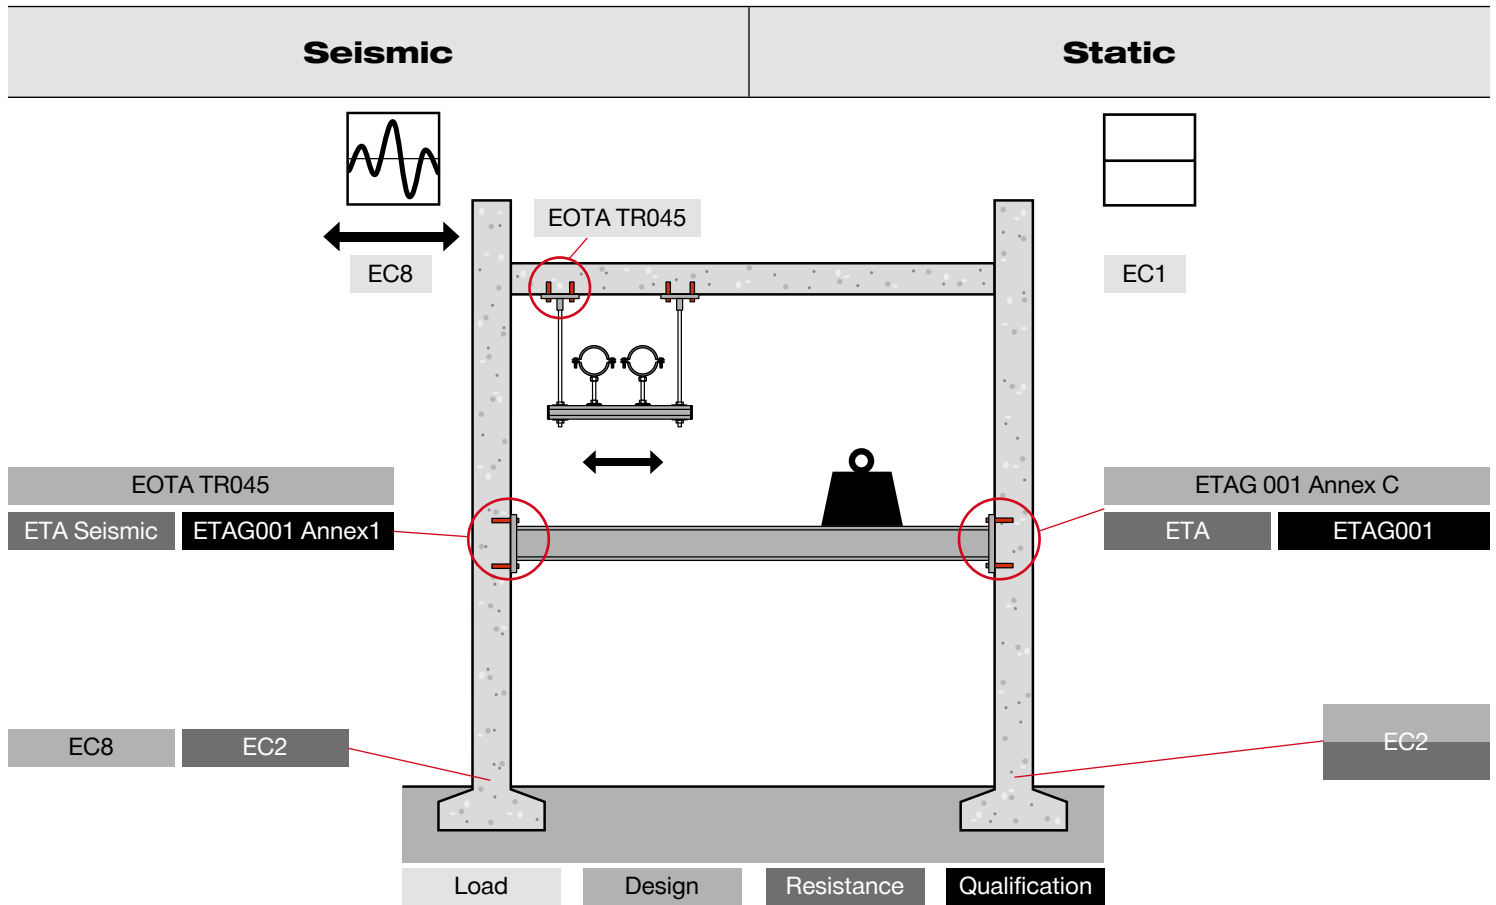 Seismic
Static
EOTA TR045
EC8
EC1
EOTA TR045
ETAG 001 Annex C
ETA Seismic
ETAG001 Annex1
ETA
ETAG001
EC8
EC2
EC2
Load
Design
Resistance
Qualification